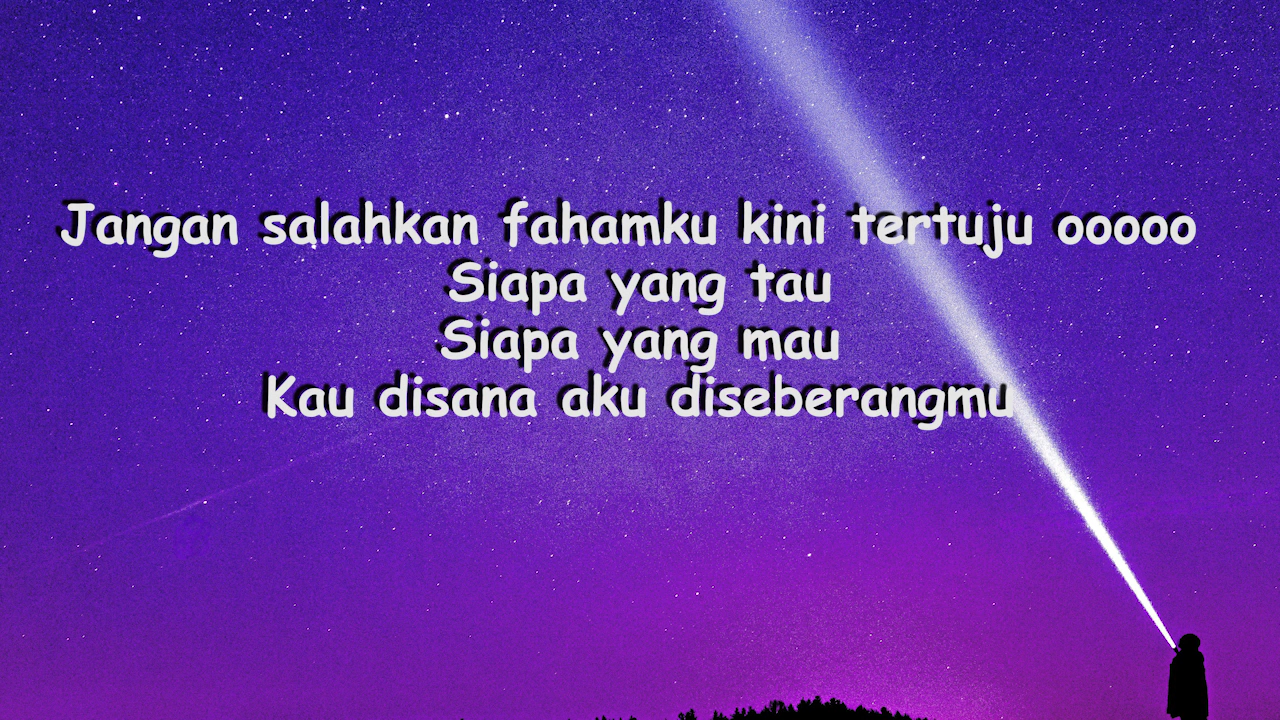 Jangan salahkan fahamku kini tertuju ooooo
Siapa yang tau
Siapa yang mau
Kau disana aku diseberangmu